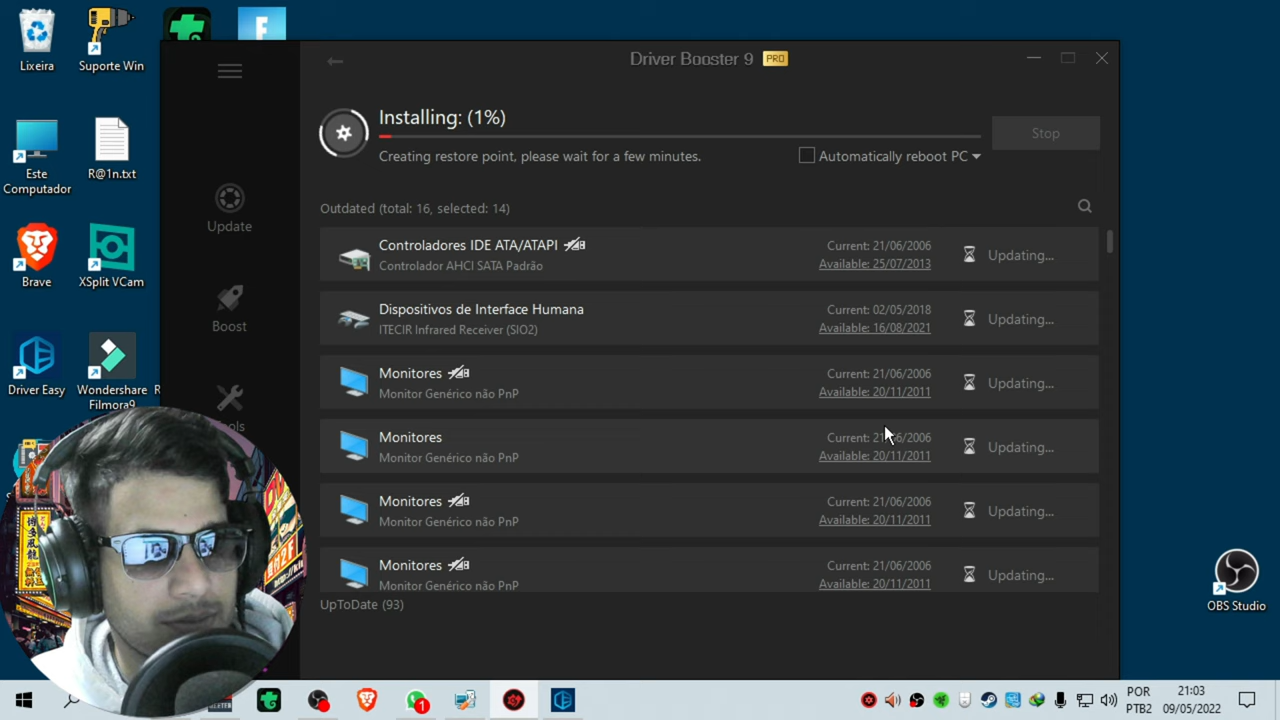 Lixeira
Suporte Win
Este Computador
R@1n.txt
Brave
XSplit VCam
Driver Easy
Wondershare Filmora9
Driver Booster 9 PRO
Update
Boost
Installing: (1%)
Stop
Creating restore point, please wait for a few minutes.
Automatically reboot PC
Outdated (total: 16, selected: 14)
Controladores IDE ATA/ATAPI
Controlador AHCI SATA Padrão
Current: 21/06/2006
Available: 25/07/2013
Updating...
Dispositivos de Interface Humana
ITECIR Infrared Receiver (SIO2)
Current: 02/05/2018
Available: 16/08/2021
Updating...
Monitores
Monitor Genérico não PnP
Current: 21/06/2006
Available: 20/11/2011
Updating...
Monitores
Monitor Genérico não PnP
Current: 21/06/2006
Available: 20/11/2011
Updating...
Monitores
Monitor Genérico não PnP
Current: 21/06/2006
Available: 20/11/2011
Updating...
Monitores
Monitor Genérico não PnP
Current: 21/06/2006
Available: 20/11/2011
Updating...
UpToDate (93)
OBS Studio
1
POR
PTB2
21:03
09/05/2022